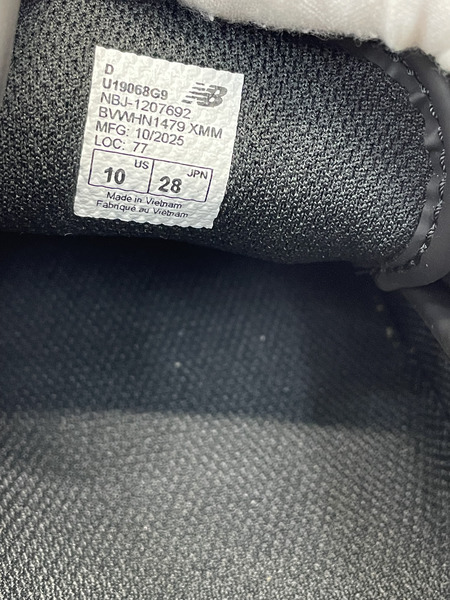 D
U19068G9
NB
NBJ-1207692
BVWHN1479 XMM
MFG: 10/2025
LOC: 77
US JPN
10 28
Made in Vietnam
Fabriqué au Vietnam